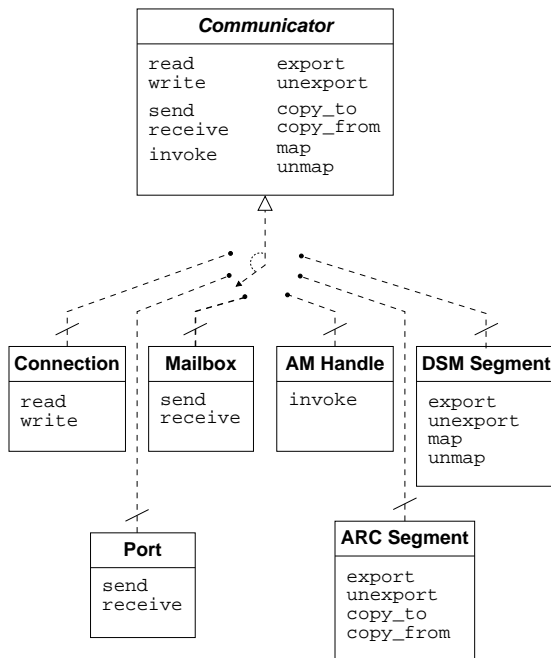 Communicator
read export
write unexport
send copy_to
receive copy_from
invoke map
unmap
Connection
read
write
Mailbox
send
receive
AM Handle
invoke
DSM Segment
export
unexport
map
unmap
Port
send
receive
ARC Segment
export
unexport
copy_to
copy_from